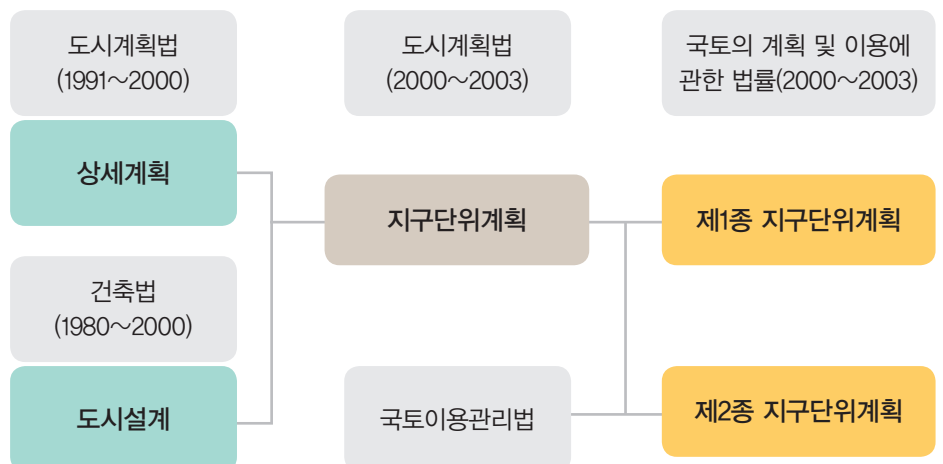 도시계획법
(1991~2000)
상세계획
건축법
(1980~2000)
도시설계
도시계획법
(2000~2003)
지구단위계획
국토이용관리법
국토의 계획 및 이용에
관한 법률(2000~2003)
제1종 지구단위계획
제2종 지구단위계획